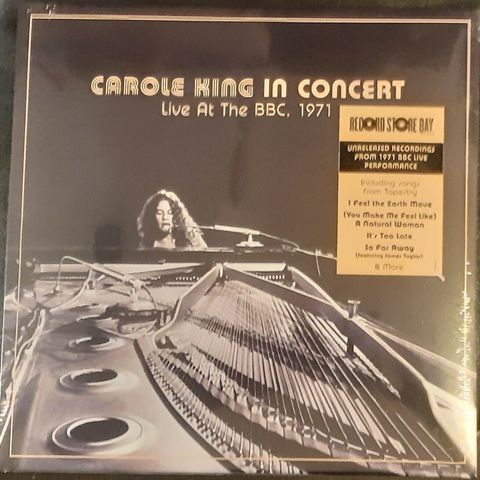 CAROLE KING IN CONCERT
Live At The BBC, 1971
RECORD STORE DAY
UNRELEASED RECORDINGS
FROM 1971 BBC LIVE
PERFORMANCE
Including songs
from Tapestry
I Feel the Earth Move
(You Make Me Feel Like)
A Natural Woman
It's Too Late
So Far Away
(Featuring James Taylor)
& More